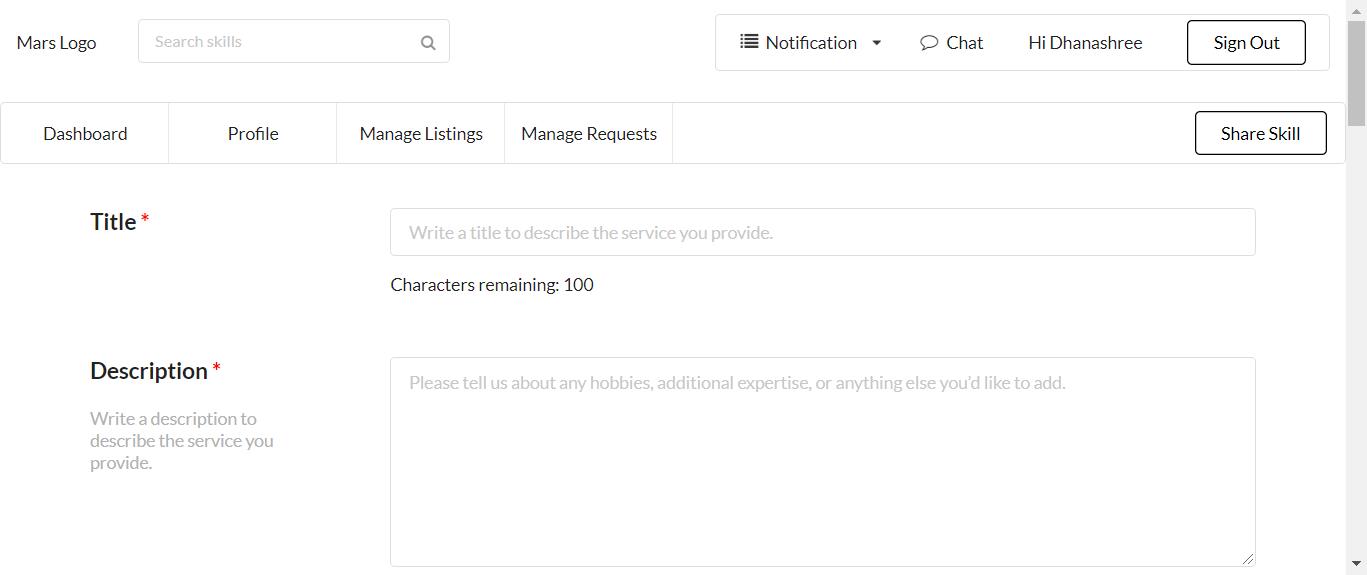 Mars Logo
Search skills
Notification
Chat
Hi Dhanashree
Sign Out
Dashboard
Profile
Manage Listings
Manage Requests
Share Skill
Title *
Write a title to describe the service you provide.
Characters remaining: 100
Description *
Write a description to
describe the service you
provide.
Please tell us about any hobbies, additional expertise, or anything else you'd like to add.